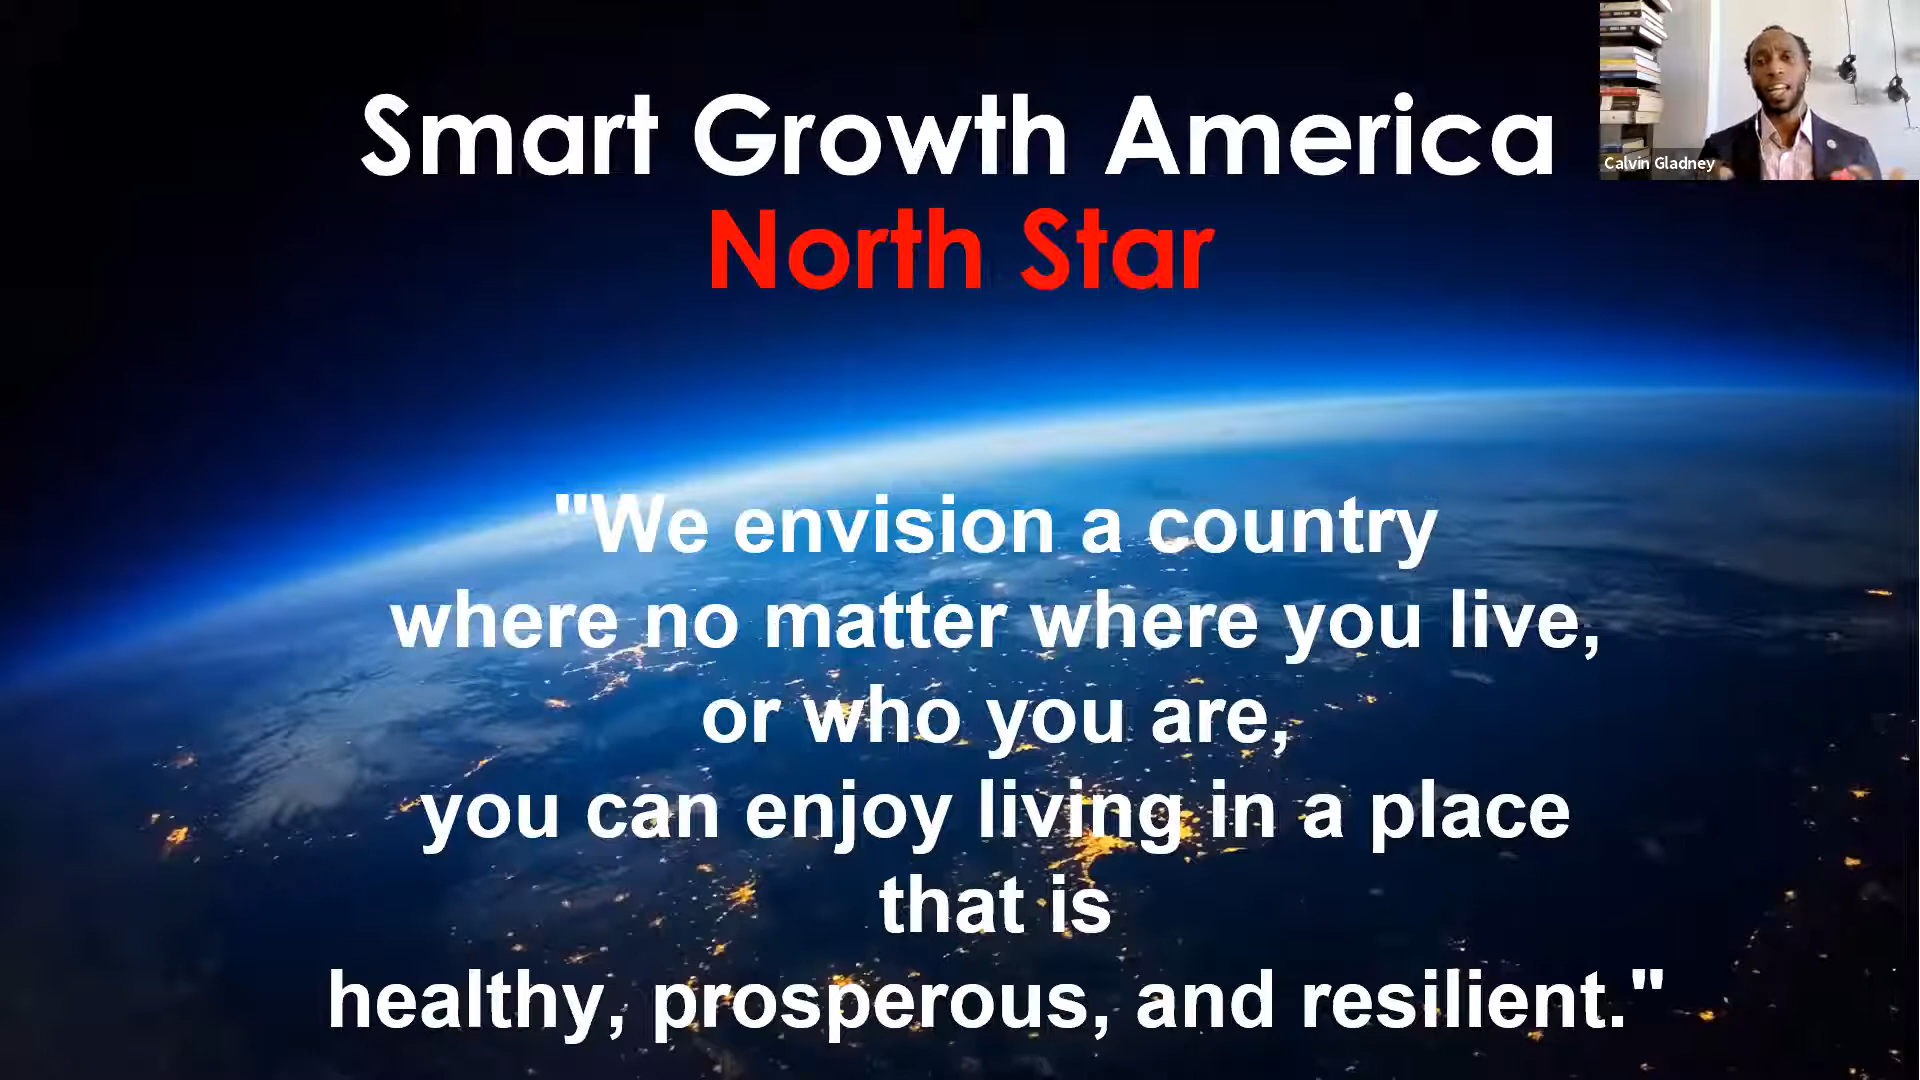 Smart Growth America
North Star
Calvin Gladney
"We envision a country
where no matter where you live,
or who you are,
you can enjoy living in a place
that is
healthy, prosperous, and resilient."